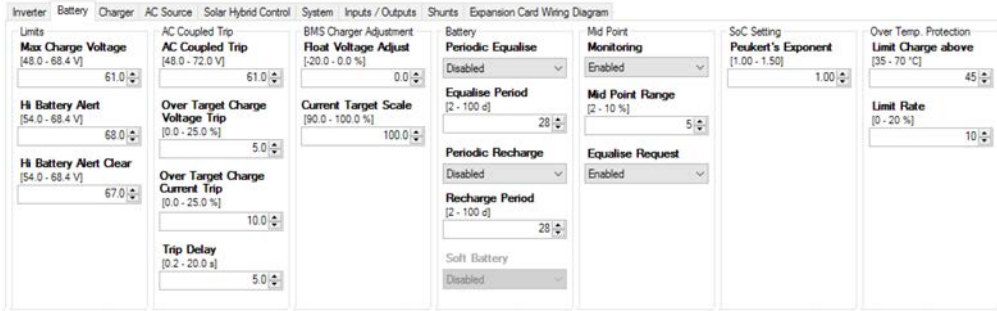 Inverter Battery Charger AC Source Solar Hybrid Control System Inputs / Outputs Shunts Expansion Card Wiring Diagram
Limits
Max Charge Voltage
[48.0 - 68.4 V]
61.0
Hi Battery Alert
[54.0 - 68.4 V]
68.0
Hi Battery Alert Clear
[54.0 - 68.4 V]
67.0
AC Coupled Trip
AC Coupled Trip
[48.0 - 72.0 V]
61.0
Over Target Charge
Voltage Trip
[0.0 - 25.0 %]
5.0
Over Target Charge
Current Trip
[0.0 - 25.0 %]
10.0
Trip Delay
[0.2 - 20.0 s]
5.0
BMS Charger Adjustment
Float Voltage Adjust
[-20.0 - 0.0 %]
0.0
Current Target Scale
[90.0 - 100.0 %]
100.0
Battery
Periodic Equalise
Disabled
Equalise Period
[2 - 100 d]
28
Periodic Recharge
Disabled
Recharge Period
[2 - 100 d]
28
Soft Battery
Disabled
Mid Point
Monitoring
Enabled
Mid Point Range
[2 - 10 %]
5
Equalise Request
Enabled
SoC Setting
Peukert's Exponent
[1.00 - 1.50]
1.00
Over Temp. Protection
Limit Charge above
[35 - 70 °C]
45
Limit Rate
[0 - 20 %]
10